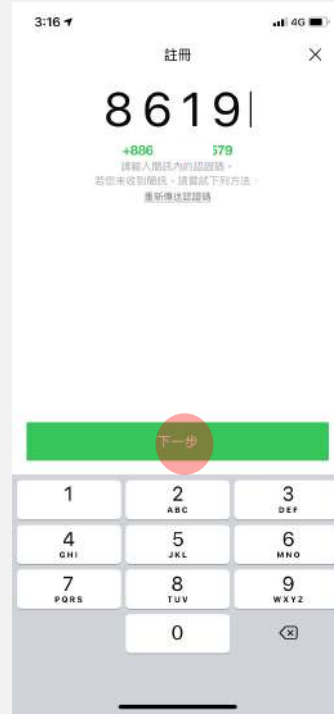 3:16 4G
註冊
8619
+886 579
請輸入簡訊內的認證碼。
若您未收到簡訊，請嘗試下列方法。
重新傳送認證碼
下一步
1 2 3
ABC DEF
4 5 6
GHI JKL MNO
7 8 9
PQRS TUV WXYZ
0